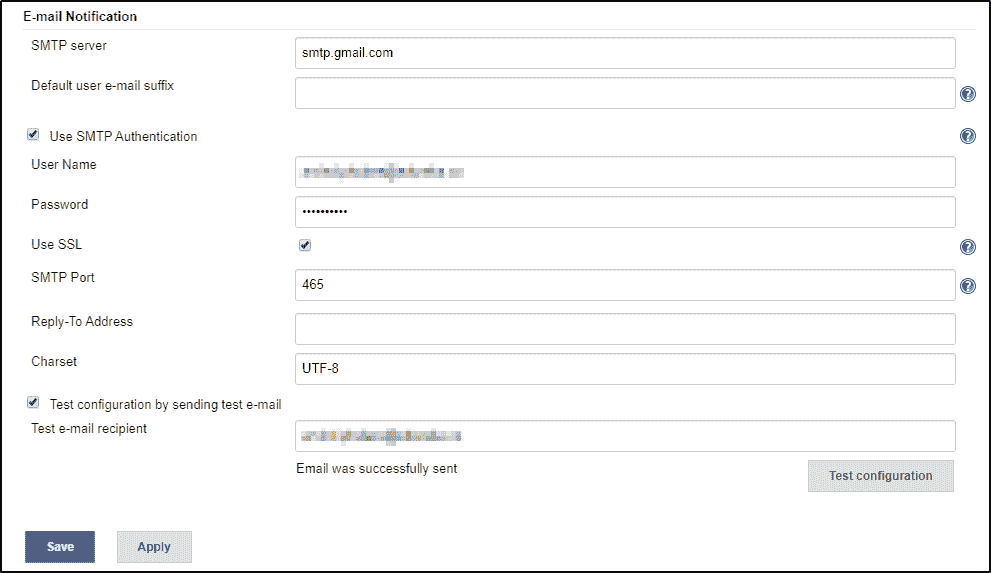 E-mail Notification
SMTP server
smtp.gmail.com
Default user e-mail suffix
?
Use SMTP Authentication
?
User Name
Password
••••••••••
Use SSL
?
SMTP Port
465
?
Reply-To Address
Charset
UTF-8
Test configuration by sending test e-mail
Test e-mail recipient
Email was successfully sent
Test configuration
Save
Apply